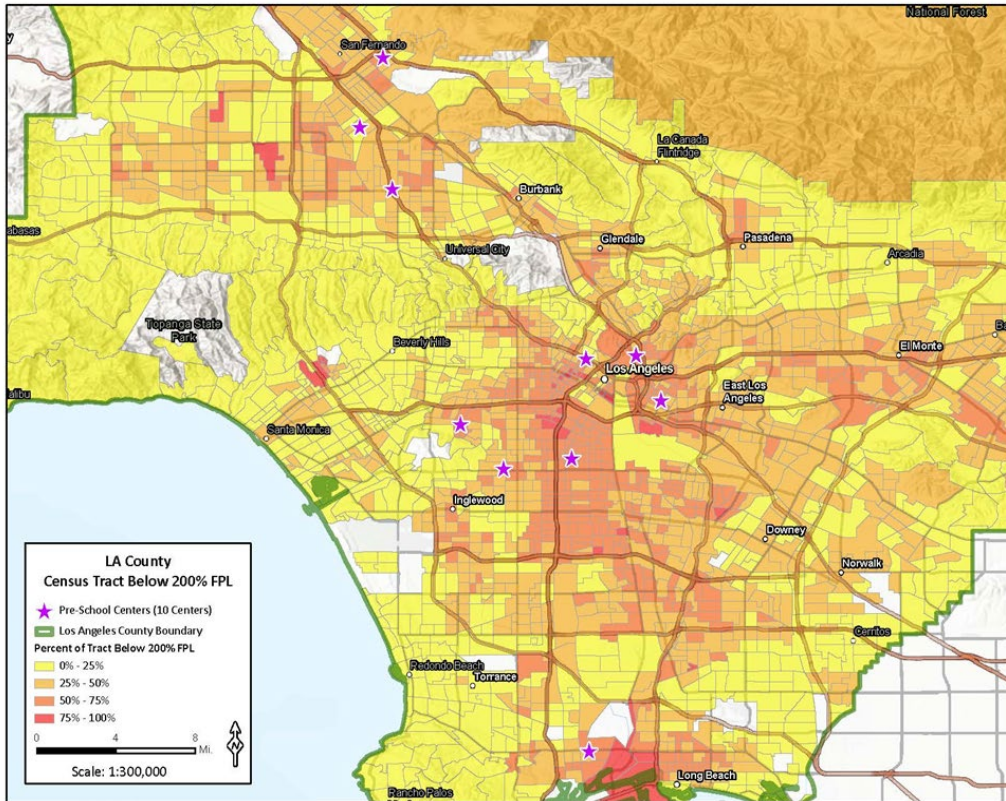 National Forest
San Fernando
La Canada
Flintridge
Burbank
Universal City
Glendale
Pasadena
Arcadia
abasas
Topanga State
Park
Beverly Hills
El Monte
Los Angeles
East Los
Angeles
alibu
Santa Monica
Inglewood
Downey
Norwalk
Cerritos
Redondo Beach
Torrance
Long Beach
Rancho Palos
LA County
Census Tract Below 200% FPL
Pre-School Centers (10 Centers)
Los Angeles County Boundary
Percent of Tract Below 200% FPL
0% - 25%
25% - 50%
50% - 75%
75% - 100%
0 4 8
Mi.
N
Scale: 1:300,000